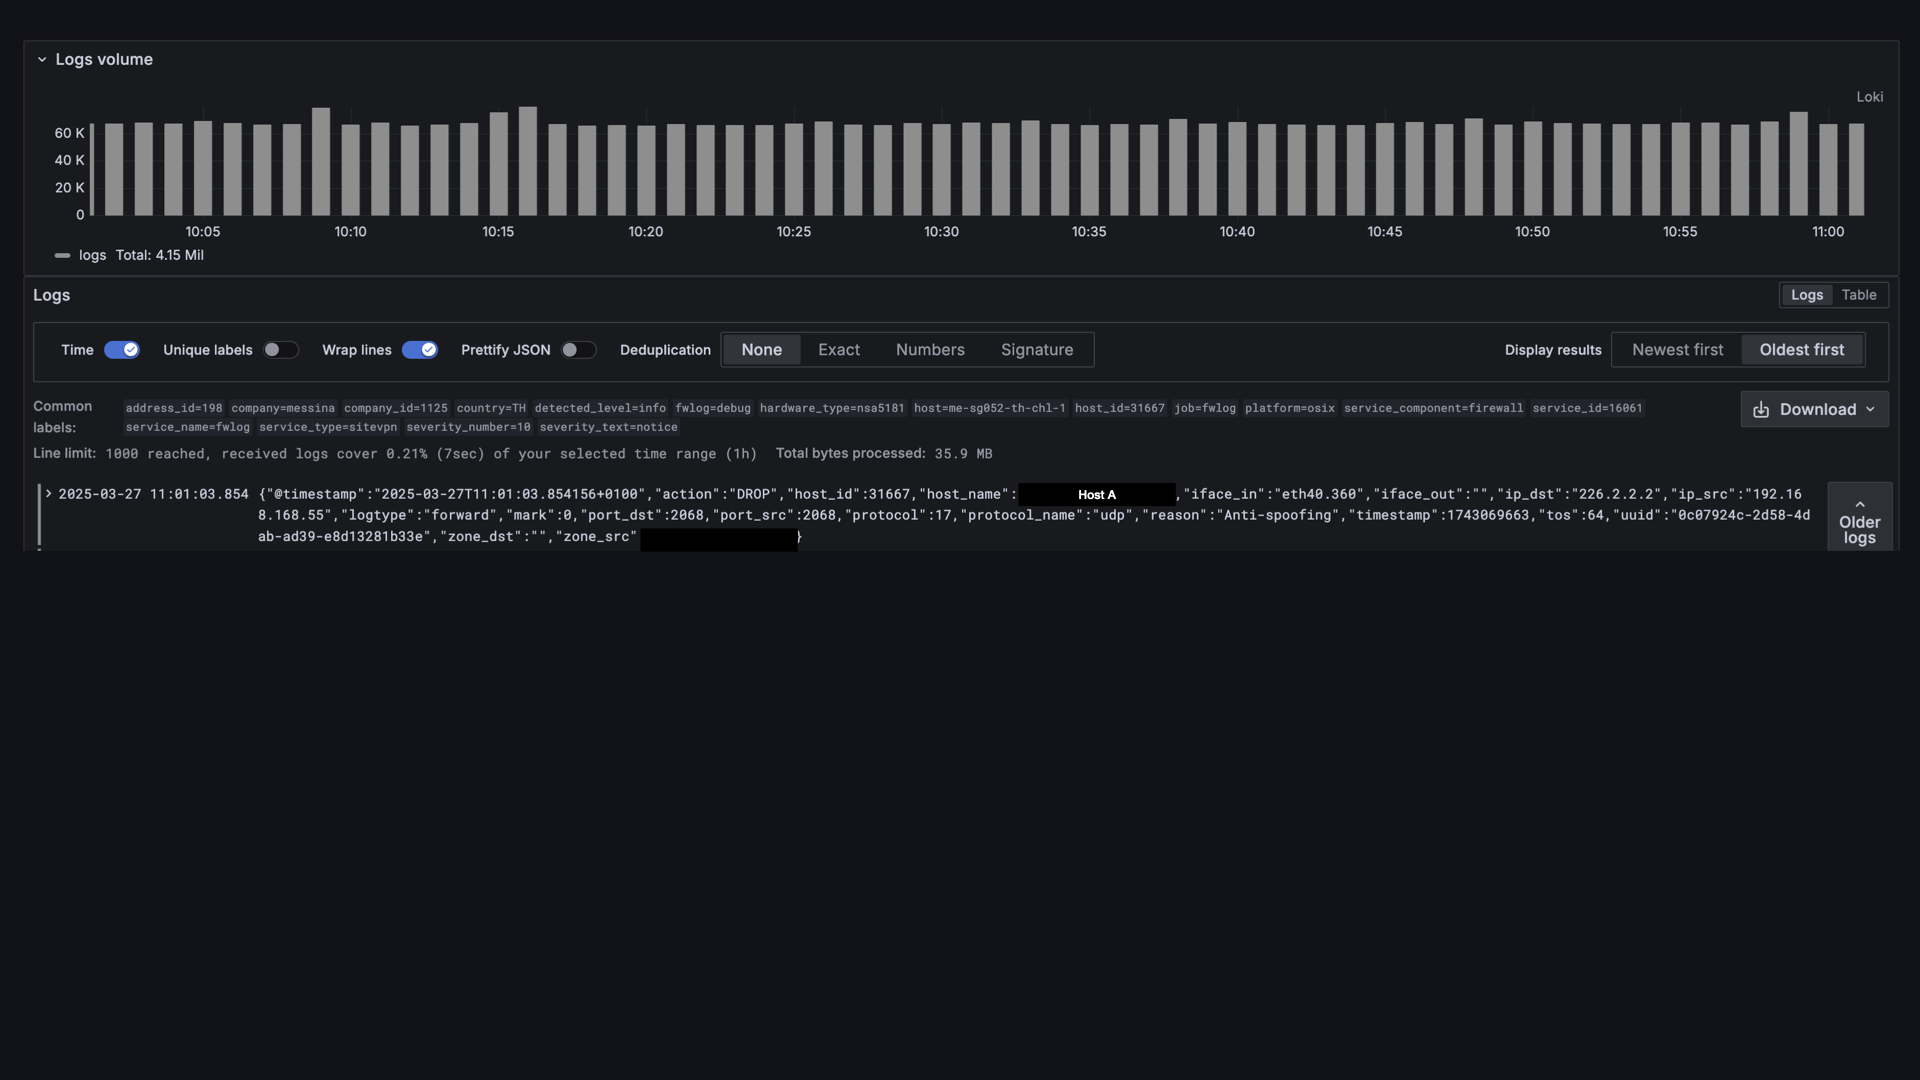 Logs volume
Loki
60 K
40 K
20 K
0
10:05 10:10 10:15 10:20 10:25 10:30 10:35 10:40 10:45 10:50 10:55 11:00
logs Total: 4.15 Mil
Logs
Logs Table
Time Unique labels Wrap lines Prettify JSON Deduplication None Exact Numbers Signature Display results Newest first Oldest first
Common labels: address_id=198 company=messina company_id=1125 country=TH detected_level=info fwlog=debug hardware_type=nsa5181 host=me-sg052-th-chl-1 host_id=31667 job=fwlog platform=osix service_component=firewall service_id=16061
service_name=fwlog service_type=sitevpn severity_number=10 severity_text=notice
Download
Line limit: 1000 reached, received logs cover 0.21% (7sec) of your selected time range (1h) Total bytes processed: 35.9 MB
2025-03-27 11:01:03.854 {"@timestamp":"2025-03-27T11:01:03.854156+0100","action":"DROP","host_id":31667,"host_name": Host A ,"iface_in":"eth40.360","iface_out":"","ip_dst":"226.2.2.2","ip_src":"192.16
8.168.55","logtype":"forward","mark":0,"port_dst":2068,"port_src":2068,"protocol":17,"protocol_name":"udp","reason":"Anti-spoofing","timestamp":1743069663,"tos":64,"uuid":"0c07924c-2d58-4d
ab-ad39-e8d13281b33e","zone_dst":"","zone_src" }
Older
logs